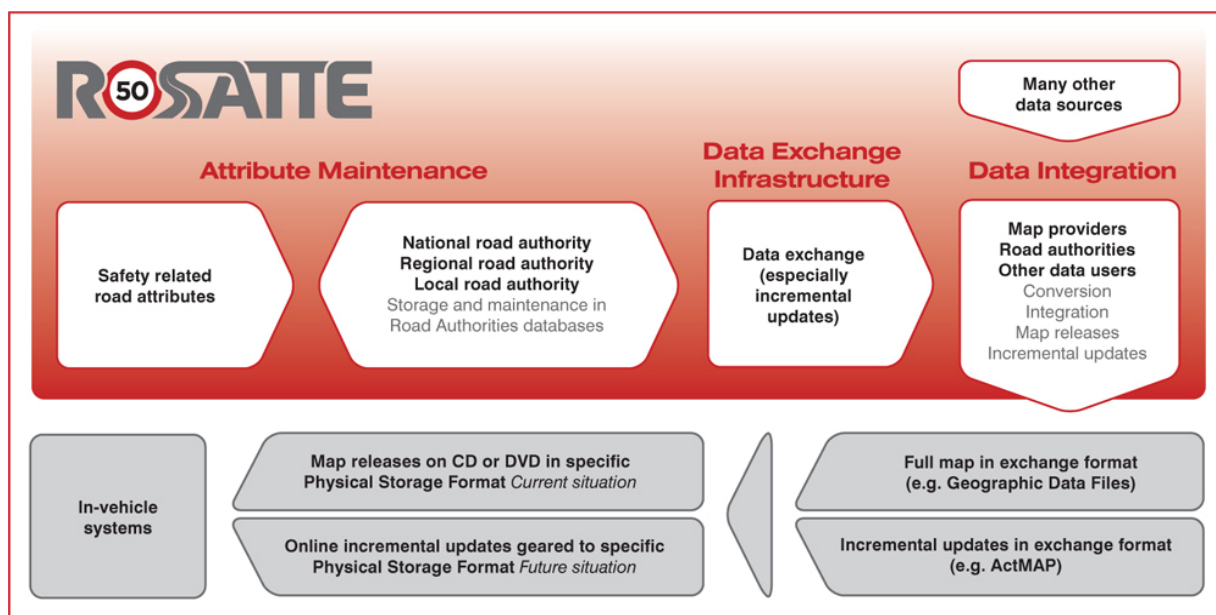 ROSATTE
50
Many other
data sources
Attribute Maintenance
Data Exchange
Infrastructure
Data Integration
Safety related
road attributes
National road authority
Regional road authority
Local road authority
Storage and maintenance in
Road Authorities databases
Data exchange
(especially
incremental
updates)
Map providers
Road authorities
Other data users
Conversion
Integration
Map releases
Incremental updates
In-vehicle
systems
Map releases on CD or DVD in specific
Physical Storage Format Current situation
Online incremental updates geared to specific
Physical Storage Format Future situation
Full map in exchange format
(e.g. Geographic Data Files)
Incremental updates in exchange format
(e.g. ActMAP)